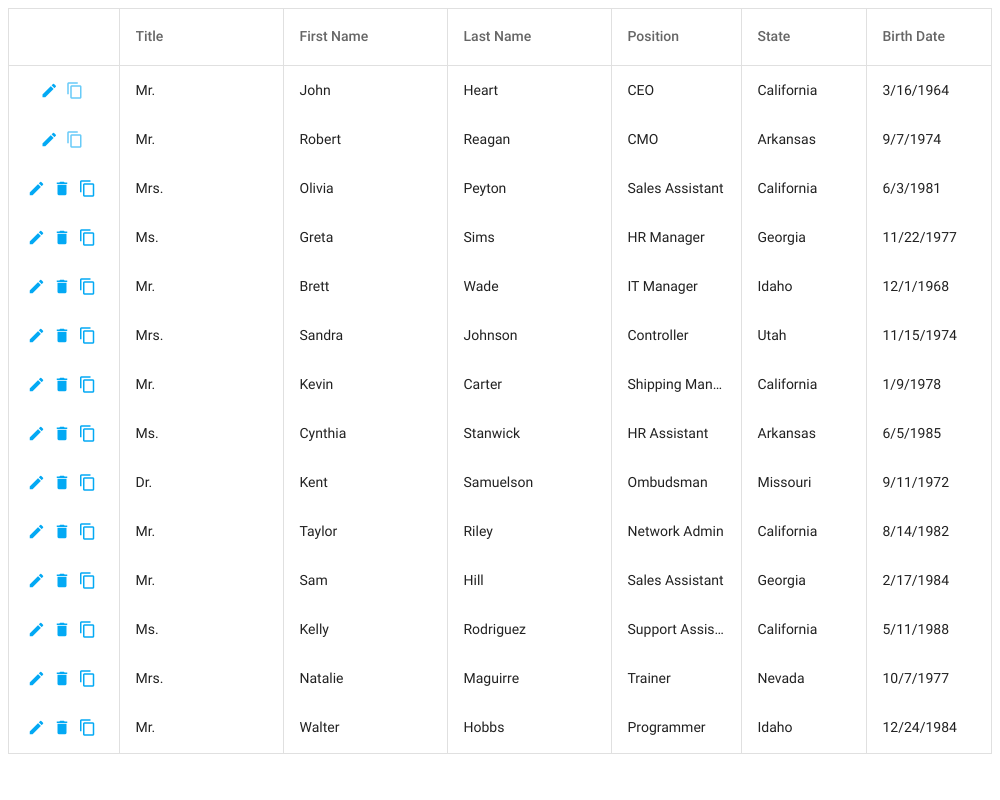 Title First Name Last Name Position State Birth Date
Mr. John Heart CEO California 3/16/1964
Mr. Robert Reagan CMO Arkansas 9/7/1974
Mrs. Olivia Peyton Sales Assistant California 6/3/1981
Ms. Greta Sims HR Manager Georgia 11/22/1977
Mr. Brett Wade IT Manager Idaho 12/1/1968
Mrs. Sandra Johnson Controller Utah 11/15/1974
Mr. Kevin Carter Shipping Man... California 1/9/1978
Ms. Cynthia Stanwick HR Assistant Arkansas 6/5/1985
Dr. Kent Samuelson Ombudsman Missouri 9/11/1972
Mr. Taylor Riley Network Admin California 8/14/1982
Mr. Sam Hill Sales Assistant Georgia 2/17/1984
Ms. Kelly Rodriguez Support Assis... California 5/11/1988
Mrs. Natalie Maguirre Trainer Nevada 10/7/1977
Mr. Walter Hobbs Programmer Idaho 12/24/1984